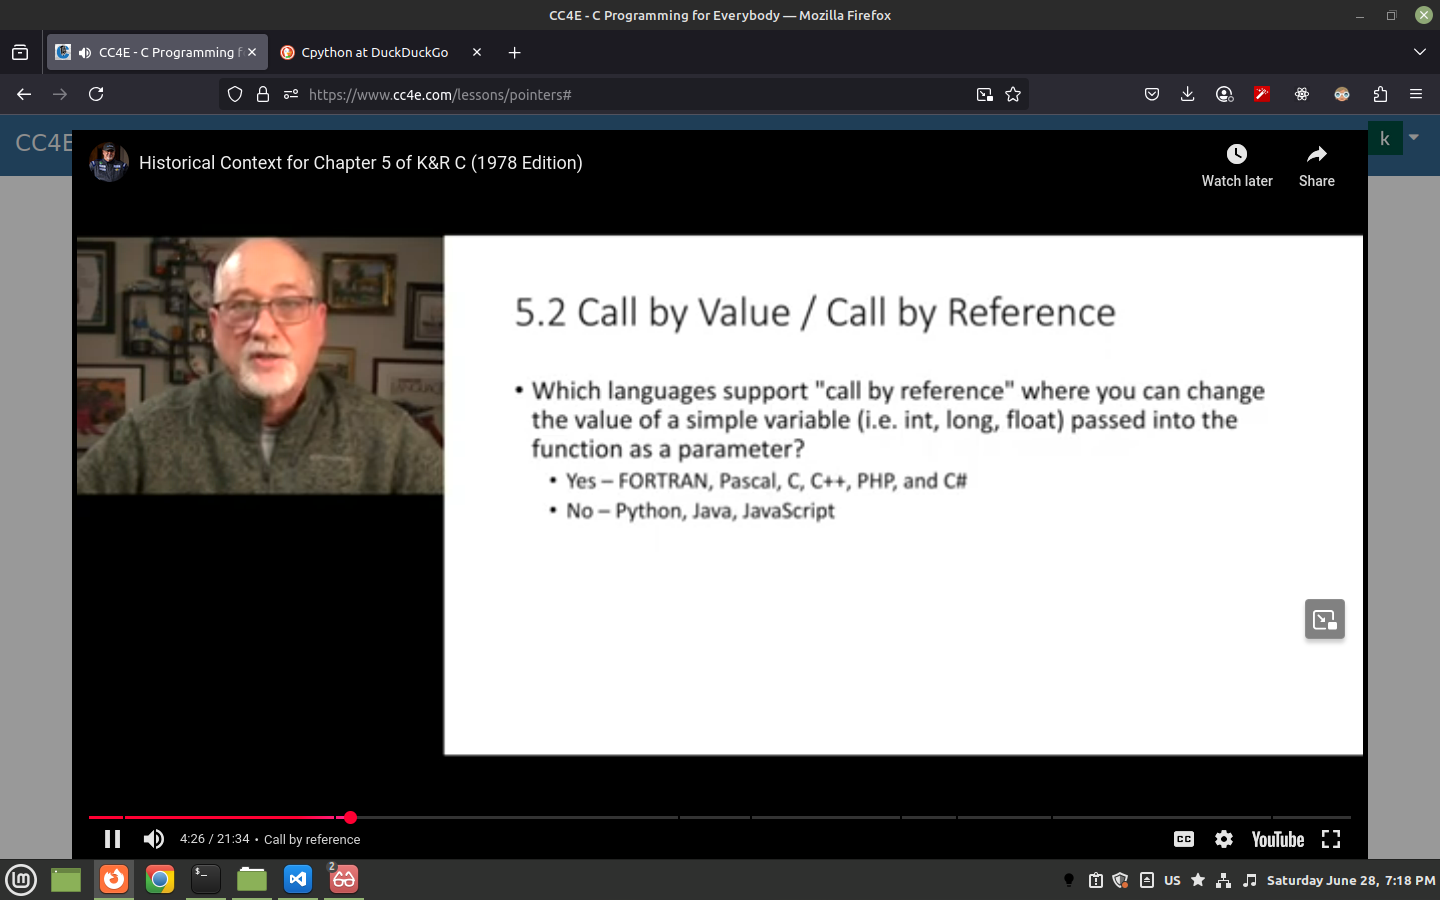 CC4E - C Programming for Everybody — Mozilla Firefox
CC4E - C Programming f
Cpython at DuckDuckGo
https://www.cc4e.com/lessons/pointers#
CC4E
k
Historical Context for Chapter 5 of K&R C (1978 Edition)
Watch later
Share
5.2 Call by Value / Call by Reference
• Which languages support "call by reference" where you can change
the value of a simple variable (i.e. int, long, float) passed into the
function as a parameter?
• Yes – FORTRAN, Pascal, C, C++, PHP, and C#
• No – Python, Java, JavaScript
4:26 / 21:34 • Call by reference
CC
YouTube
2
US
Saturday June 28, 7:18 PM